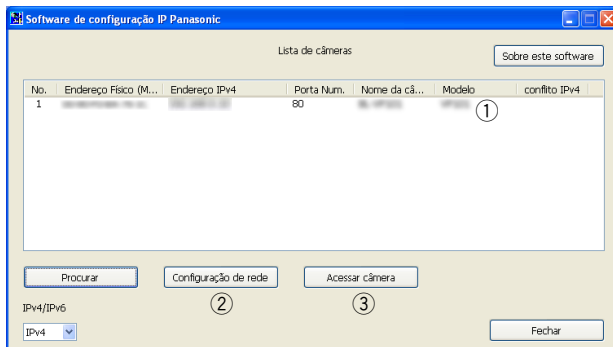 Software de configuração IP Panasonic
Lista de câmeras
Sobre este software
No. Endereço Físico (M... Endereço IPv4 Porta Num. Nome da câ... Modelo conflito IPv4
1 80
①
Procurar Configuração de rede Acessar câmera
② ③
IPv4/IPv6
IPv4 Fechar